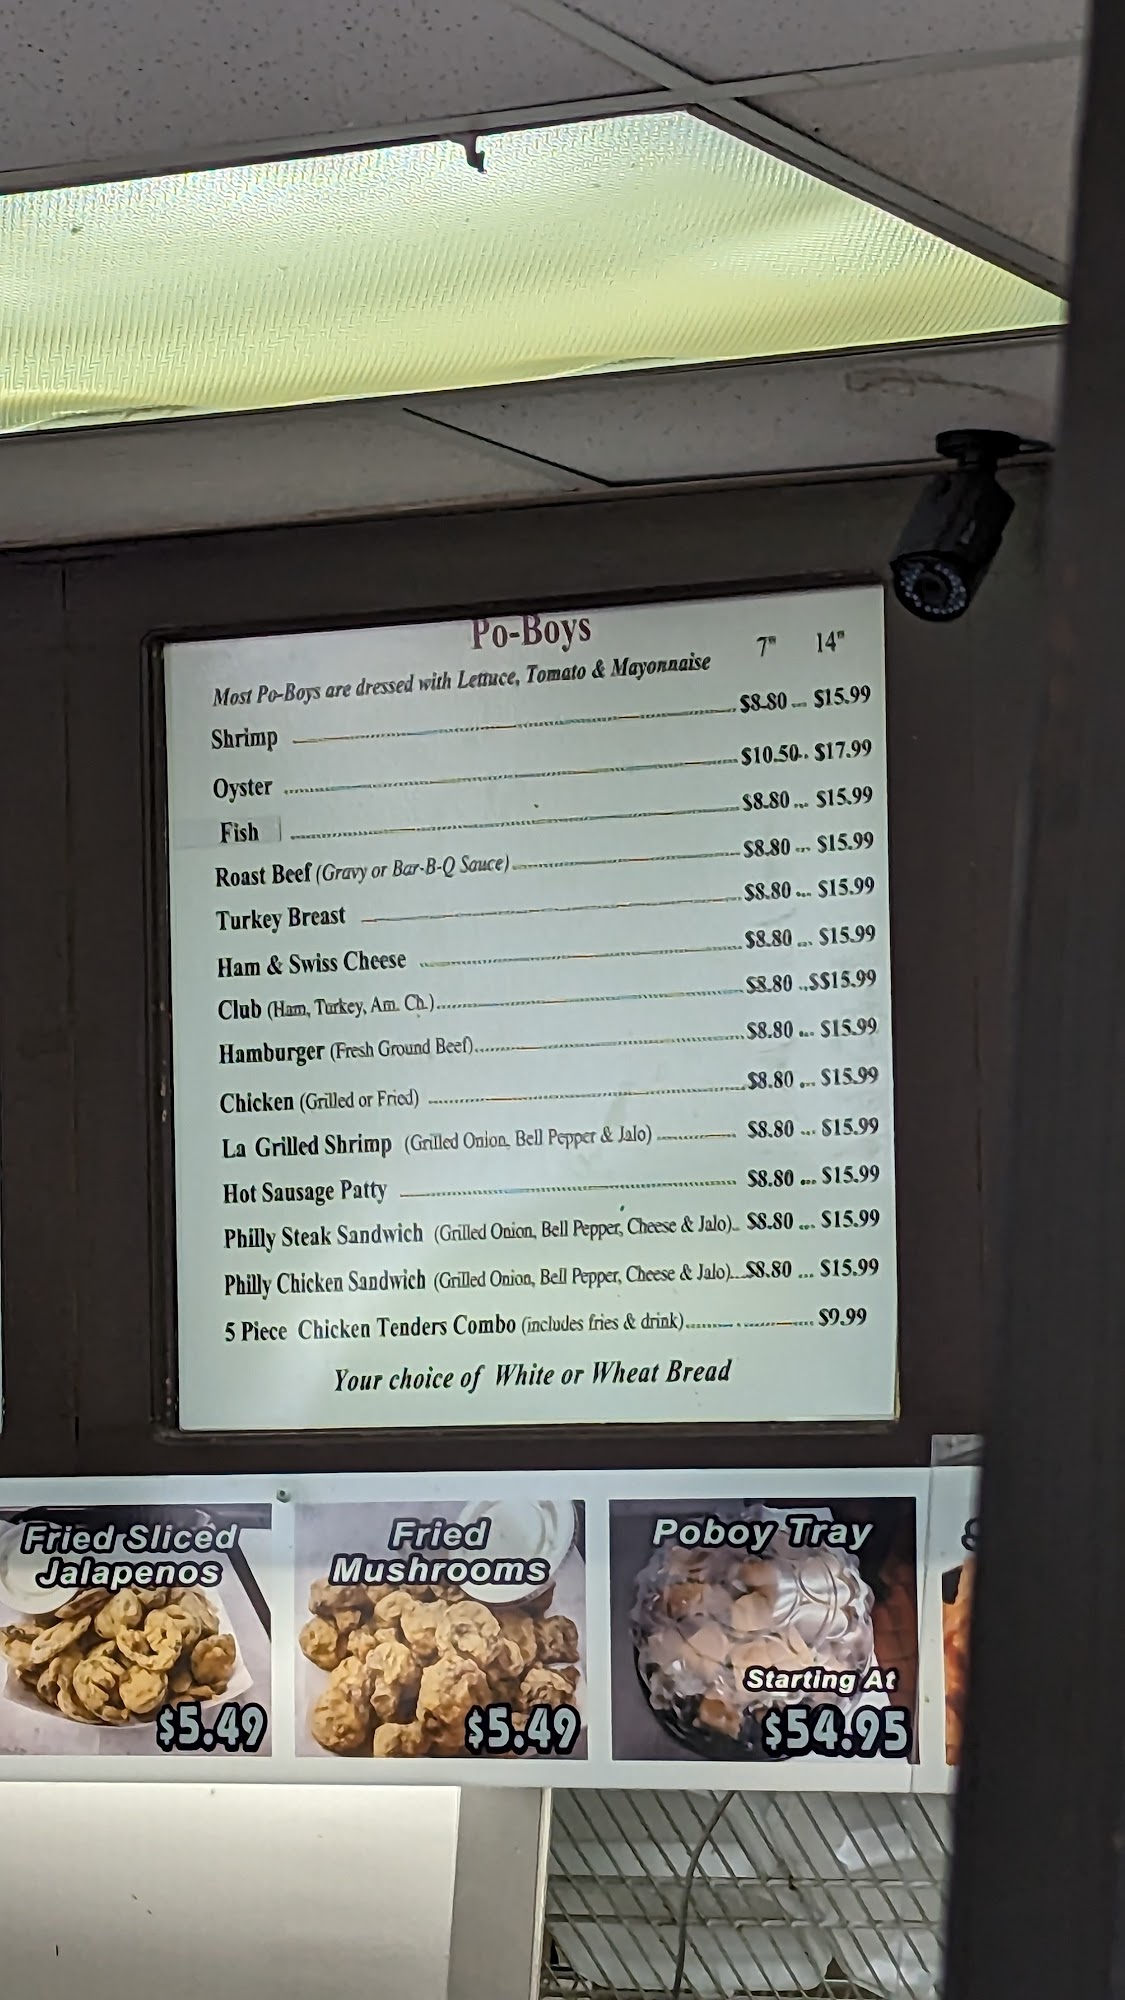 Po-Boys
7" 14"
Most Po-Boys are dressed with Lettuce, Tomato & Mayonnaise
Shrimp $8.80 ... $15.99
Oyster $10.50.. $17.99
Fish $8.80 ... $15.99
Roast Beef (Gravy or Bar-B-Q Sauce) $8.80 ... $15.99
Turkey Breast $8.80 ... $15.99
Ham & Swiss Cheese $8.80 ... $15.99
Club (Ham, Turkey, Am. Ch.) $8.80 ..$$15.99
Hamburger (Fresh Ground Beef) $8.80 ... $15.99
Chicken (Grilled or Fried) $8.80 ... $15.99
La Grilled Shrimp (Grilled Onion, Bell Pepper & Jalo) $8.80 ... $15.99
Hot Sausage Patty $8.80 ... $15.99
Philly Steak Sandwich (Grilled Onion, Bell Pepper, Cheese & Jalo).. $8.80 ... $15.99
Philly Chicken Sandwich (Grilled Onion, Bell Pepper, Cheese & Jalo)...$8.80 ... $15.99
5 Piece Chicken Tenders Combo (includes fries & drink) $9.99
Your choice of White or Wheat Bread
Fried Sliced
Jalapenos
$5.49
Fried
Mushrooms
$5.49
Poboy Tray
Starting At
$54.95